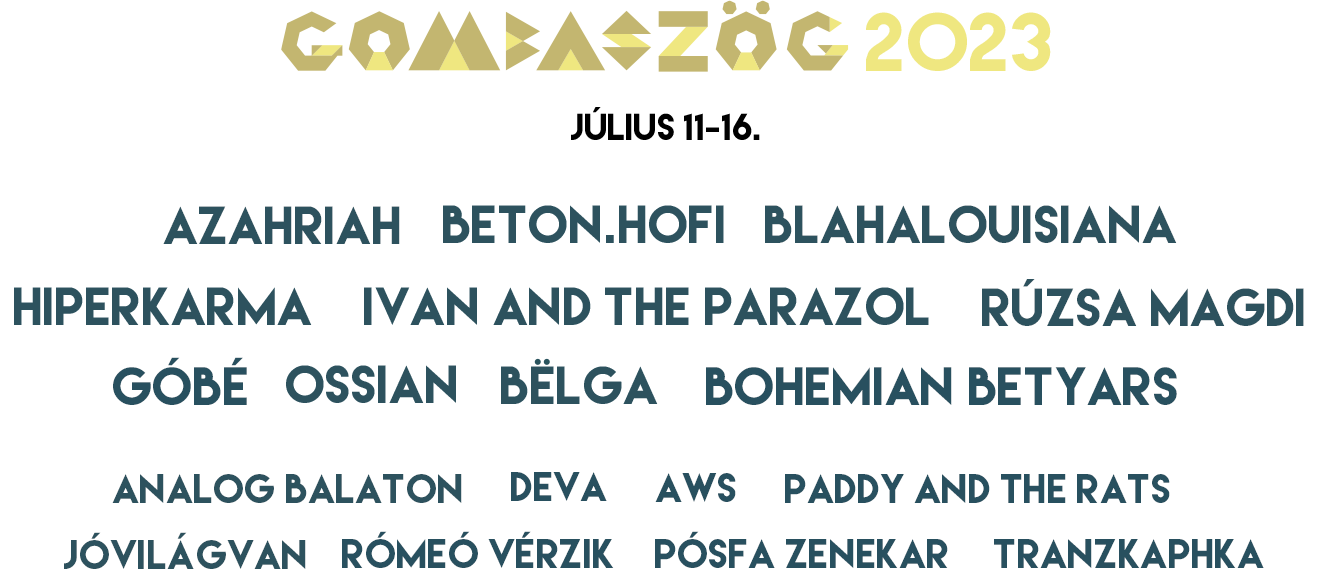 GOMBASZÖG 2023
JÚLIUS 11-16.
AZAHRIAH BETON.HOFI BLAHALOUISIANA
HIPERKARMA IVAN AND THE PARAZOL RÚZSA MAGDI
GÓBÉ OSSIAN BËLGA BOHEMIAN BETYARS
ANALOG BALATON DEVA AWS PADDY AND THE RATS
JÓVILÁGVAN RÓMEÓ VÉRZIK PÓSFA ZENEKAR TRANZKAPHKA